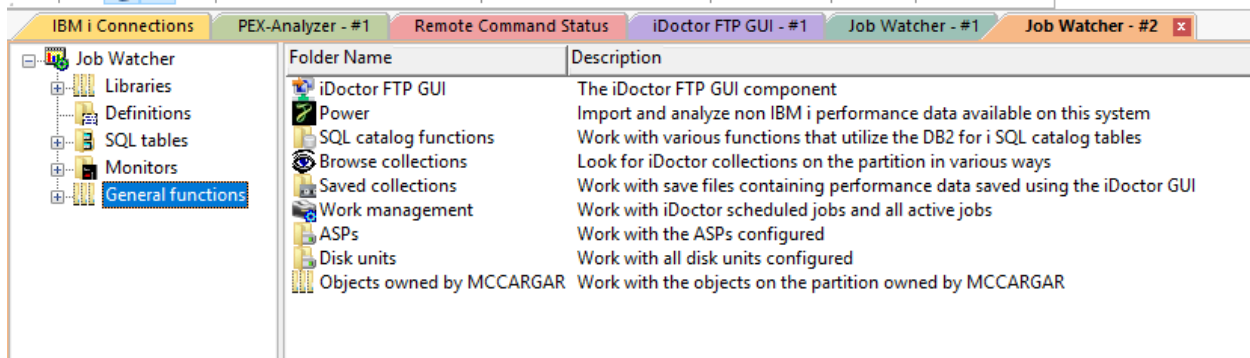 IBM i Connections PEX-Analyzer - #1 Remote Command Status iDoctor FTP GUI - #1 Job Watcher - #1 Job Watcher - #2 x
Job Watcher
Libraries
Definitions
SQL tables
Monitors
General functions
Folder Name Description
iDoctor FTP GUI The iDoctor FTP GUI component
Power Import and analyze non IBM i performance data available on this system
SQL catalog functions Work with various functions that utilize the DB2 for i SQL catalog tables
Browse collections Look for iDoctor collections on the partition in various ways
Saved collections Work with save files containing performance data saved using the iDoctor GUI
Work management Work with iDoctor scheduled jobs and all active jobs
ASPs Work with the ASPs configured
Disk units Work with all disk units configured
Objects owned by MCCARGAR Work with the objects on the partition owned by MCCARGAR